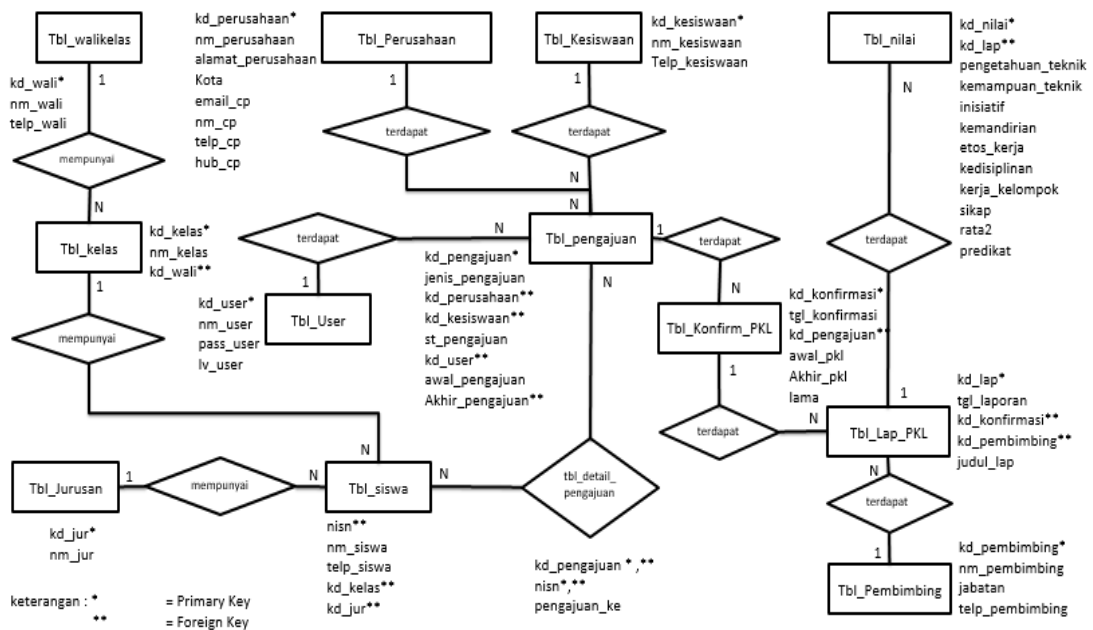 Tbl_walikelas
1
kd_wali*
nm_wali
telp_wali
mempunyai
N
Tbl_kelas
kd_kelas*
nm_kelas
kd_wali**
1
mempunyai
N
kd_perusahaan*
nm_perusahaan
alamat_perusahaan
Kota
email_cp
nm_cp
telp_cp
hub_cp
Tbl_Perusahaan
1
terdapat
N
Tbl_Kesiswaan
kd_kesiswaan*
nm_kesiswaan
Telp_kesiswaan
1
terdapat
N
Tbl_pengajuan
N
terdapat
1
Tbl_User
kd_user*
nm_user
pass_user
lv_user
kd_pengajuan*
jenis_pengajuan
kd_perusahaan**
kd_kesiswaan**
st_pengajuan
kd_user**
awal_pengajuan
Akhir_pengajuan**
1
terdapat
N
Tbl_Konfirm_PKL
kd_konfirmasi*
tgl_konfirmasi
kd_pengajuan**
awal_pkl
Akhir_pkl
lama
1
terdapat
N
Tbl_nilai
kd_nilai*
kd_lap**
pengetahuan_teknik
kemampuan_teknik
inisiatif
kemandirian
etos_kerja
kedisiplinan
kerja_kelompok
sikap
rata2
predikat
N
terdapat
1
Tbl_Lap_PKL
kd_lap*
tgl_laporan
kd_konfirmasi**
kd_pembimbing**
judul_lap
N
terdapat
1
Tbl_Pembimbing
kd_pembimbing*
nm_pembimbing
jabatan
telp_pembimbing
Tbl_Jurusan
1
mempunyai
N
kd_jur*
nm_jur
Tbl_siswa
nisn**
nm_siswa
telp_siswa
kd_kelas**
kd_jur**
N
tbl_detail_
pengajuan
N
kd_pengajuan * ,**
nisn*,**
pengajuan_ke
keterangan : * = Primary Key
** = Foreign Key